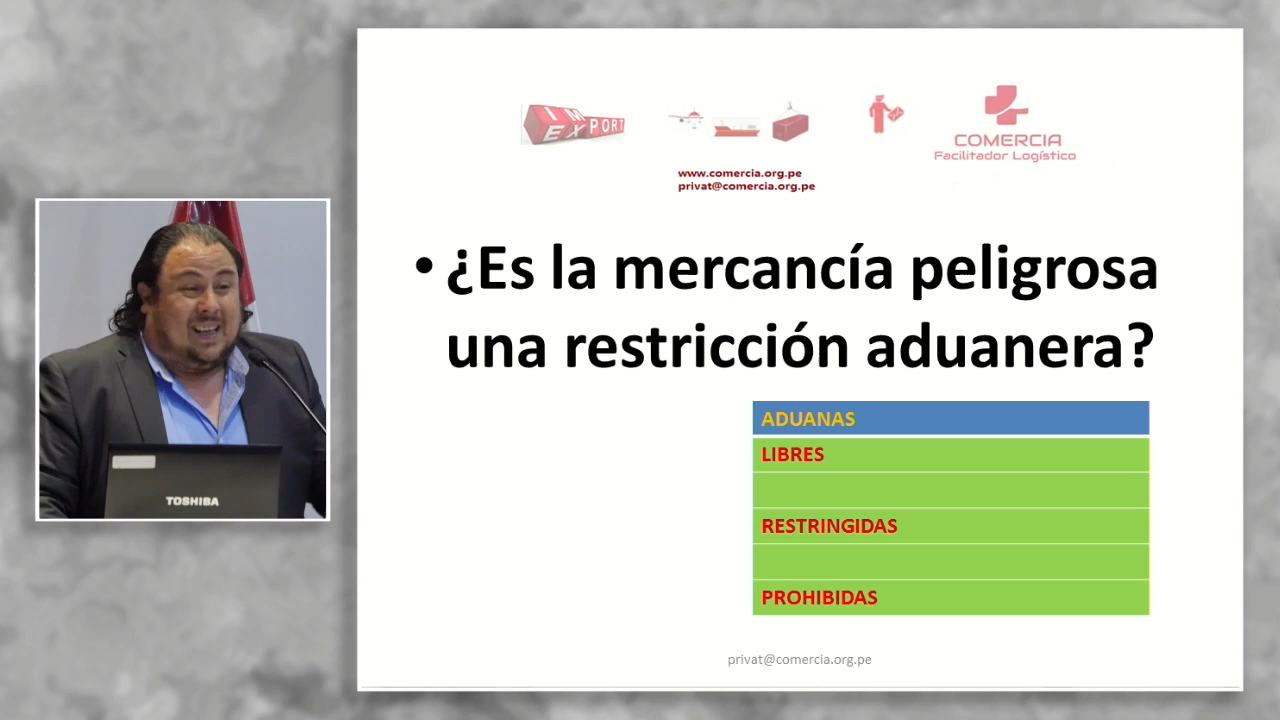 IM
EXPORT
COMERCIA
Facilitador Logístico
www.comercia.org.pe
privat@comercia.org.pe
• ¿Es la mercancía peligrosa
una restricción aduanera?
ADUANAS
LIBRES
RESTRINGIDAS
PROHIBIDAS
TOSHIBA
privat@comercia.org.pe